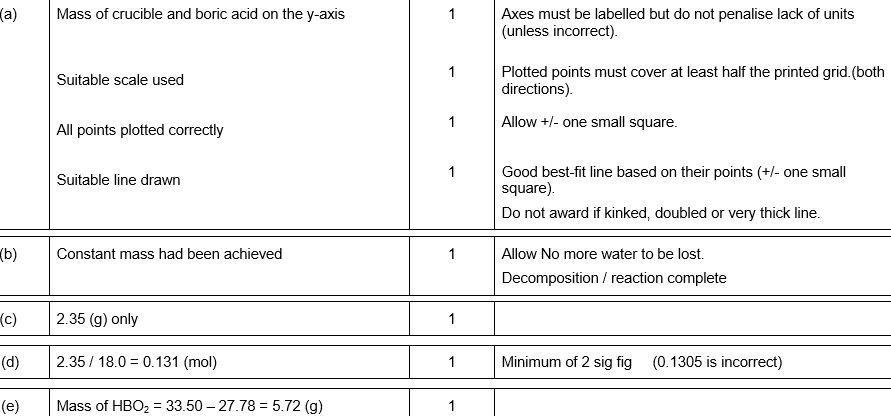 (a) Mass of crucible and boric acid on the y-axis 1 Axes must be labelled but do not penalise lack of units
(unless incorrect).
Suitable scale used 1 Plotted points must cover at least half the printed grid.(both
directions).
All points plotted correctly 1 Allow +/- one small square.
Suitable line drawn 1 Good best-fit line based on their points (+/- one small
square).
Do not award if kinked, doubled or very thick line.
(b) Constant mass had been achieved 1 Allow No more water to be lost.
Decomposition / reaction complete
(c) 2.35 (g) only 1
(d) 2.35 / 18.0 = 0.131 (mol) 1 Minimum of 2 sig fig (0.1305 is incorrect)
(e) Mass of HBO₂ = 33.50 – 27.78 = 5.72 (g) 1